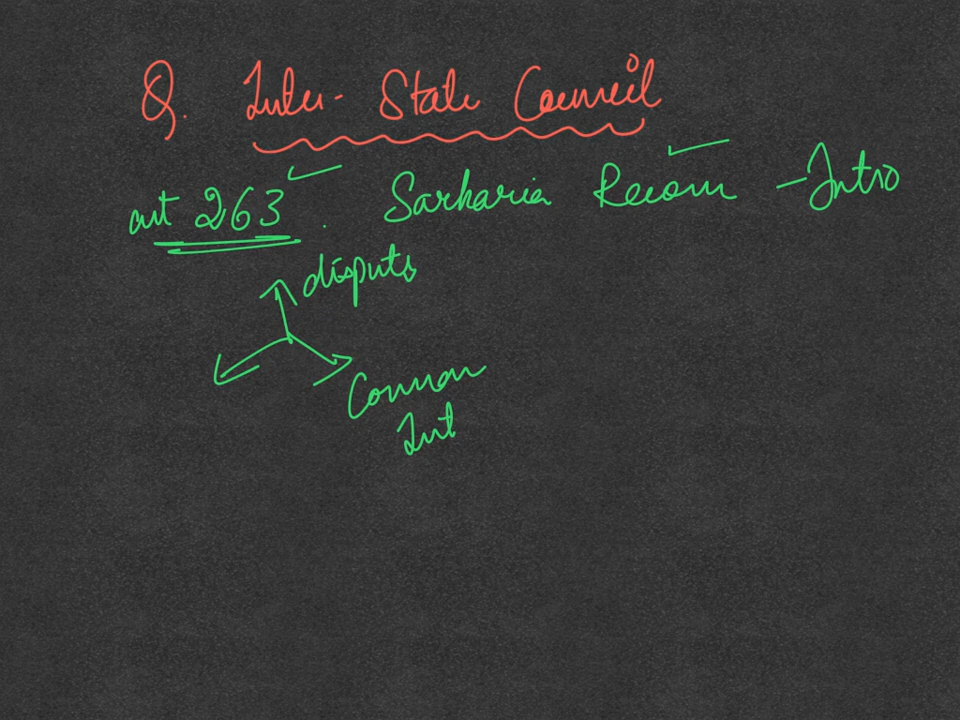 Q. Inter-State Council
art 263. Sarkaria Recom - Intro
disputs
Common
Int